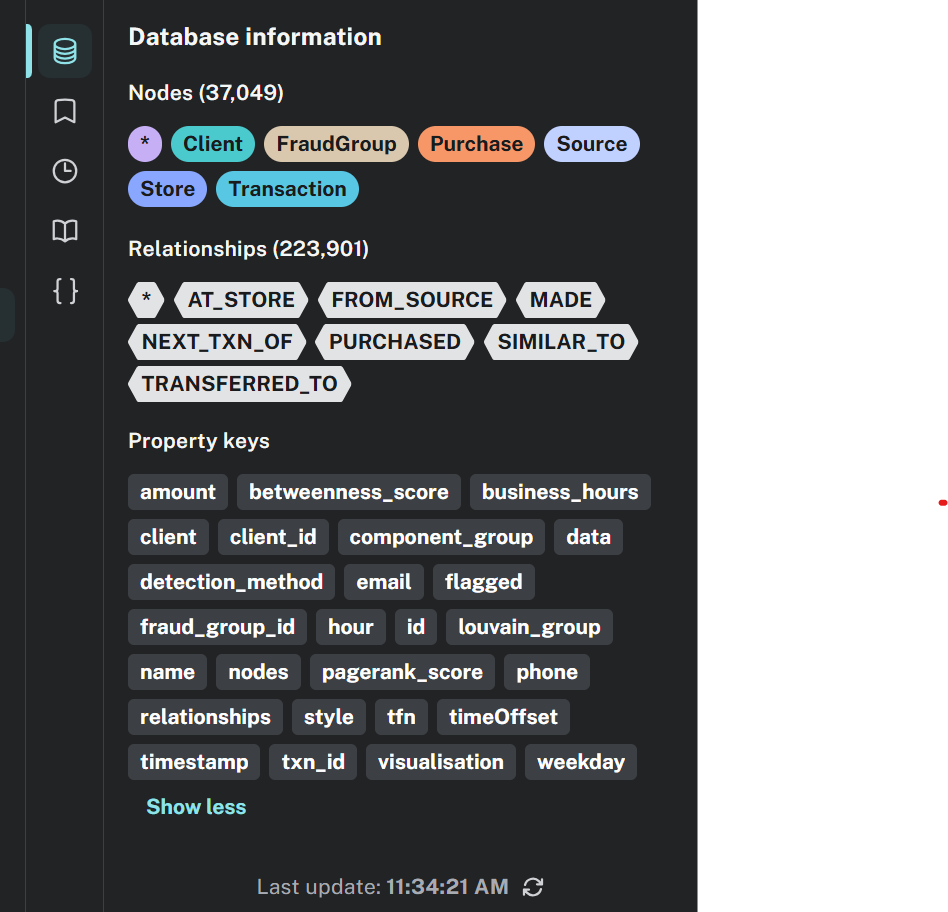 Database information
Nodes (37,049)
* Client FraudGroup Purchase Source
Store Transaction
Relationships (223,901)
* AT_STORE FROM_SOURCE MADE
NEXT_TXN_OF PURCHASED SIMILAR_TO
TRANSFERRED_TO
Property keys
amount betweenness_score business_hours
client client_id component_group data
detection_method email flagged
fraud_group_id hour id louvain_group
name nodes pagerank_score phone
relationships style tfn timeOffset
timestamp txn_id visualisation weekday
Show less
Last update: 11:34:21 AM